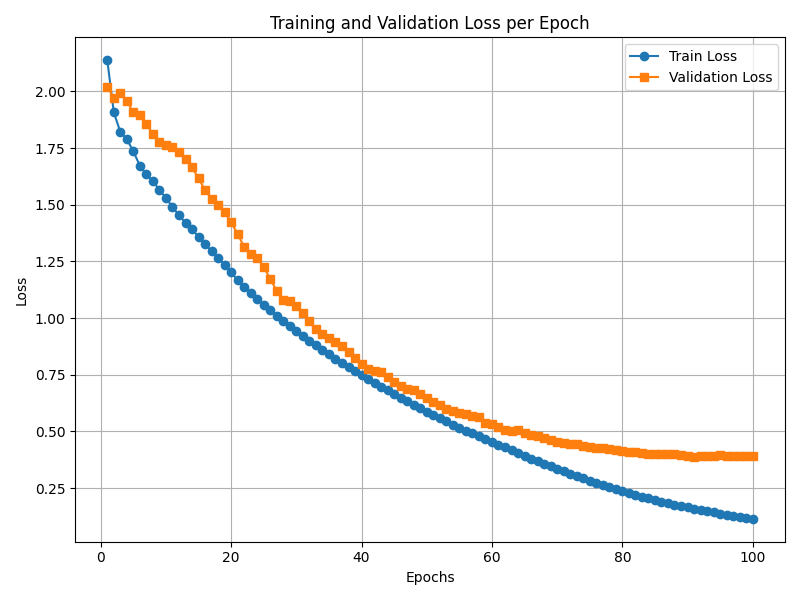 Training and Validation Loss per Epoch
Train Loss
Validation Loss
2.00
1.75
1.50
1.25
1.00
0.75
0.50
0.25
Loss
0 20 40 60 80 100
Epochs